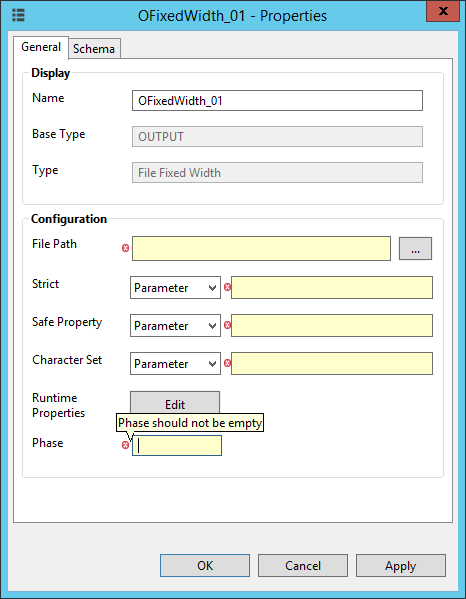 OFixedWidth_01 - Properties
X
General
Schema
Display
Name
OFixedWidth_01
Base Type
OUTPUT
Type
File Fixed Width
Configuration
File Path
...
Strict
Parameter
Safe Property
Parameter
Character Set
Parameter
Runtime
Properties
Edit
Phase should not be empty
Phase
OK
Cancel
Apply